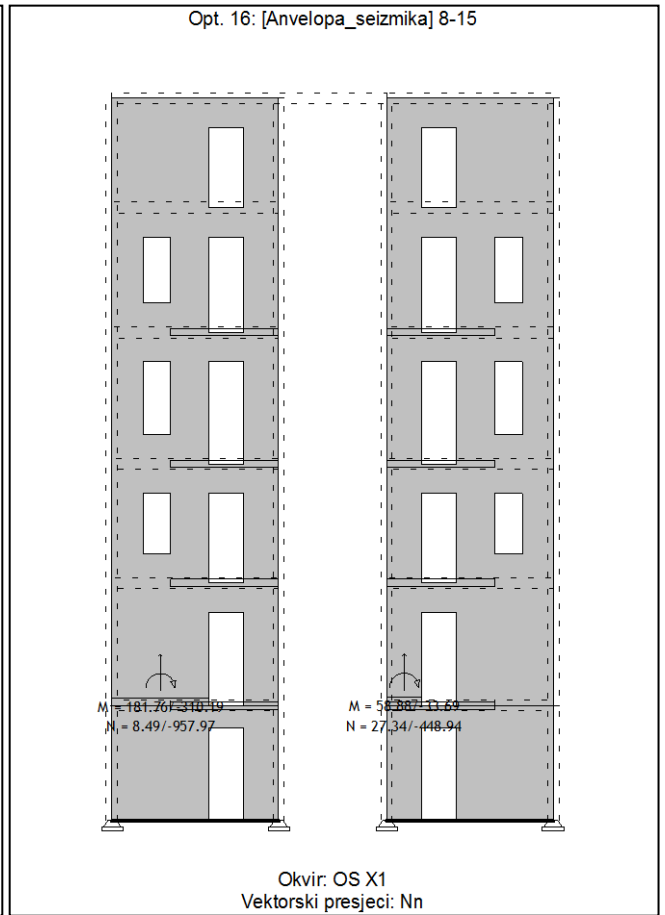 Opt. 16: [Anvelopa_seizmika] 8-15
M = 181.76/-310.19
N = 8.49/-957.97
M = 58.88/-33.69
N = 27.34/-448.94
Okvir: OS X1
Vektorski presjeci: Nn